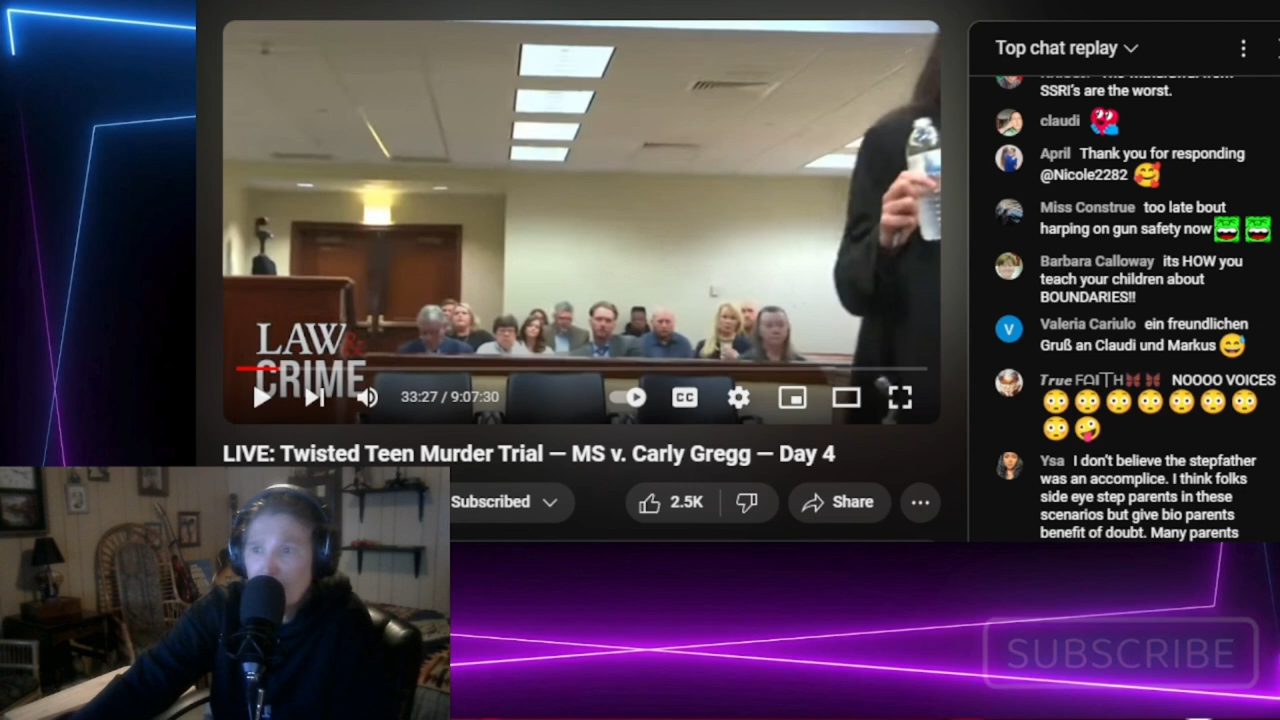 Top chat replay
SSRI's are the worst.
claudi
April Thank you for responding
@Nicole2282
Miss Construe too late bout
harping on gun safety now
Barbara Calloway its HOW you
teach your children about
BOUNDARIES!!
V
Valeria Cariulo ein freundlichen
Gruß an Claudi und Markus
True FAITH NOOOO VOICES
Ysa I don't believe the stepfather
was an accomplice. I think folks
side eye step parents in these
scenarios but give bio parents
benefit of doubt. Many parents
LAW&
CRIME
33:27 / 9:07:30
CC
LIVE: Twisted Teen Murder Trial — MS v. Carly Gregg — Day 4
Subscribed
2.5K
Share
SUBSCRIBE